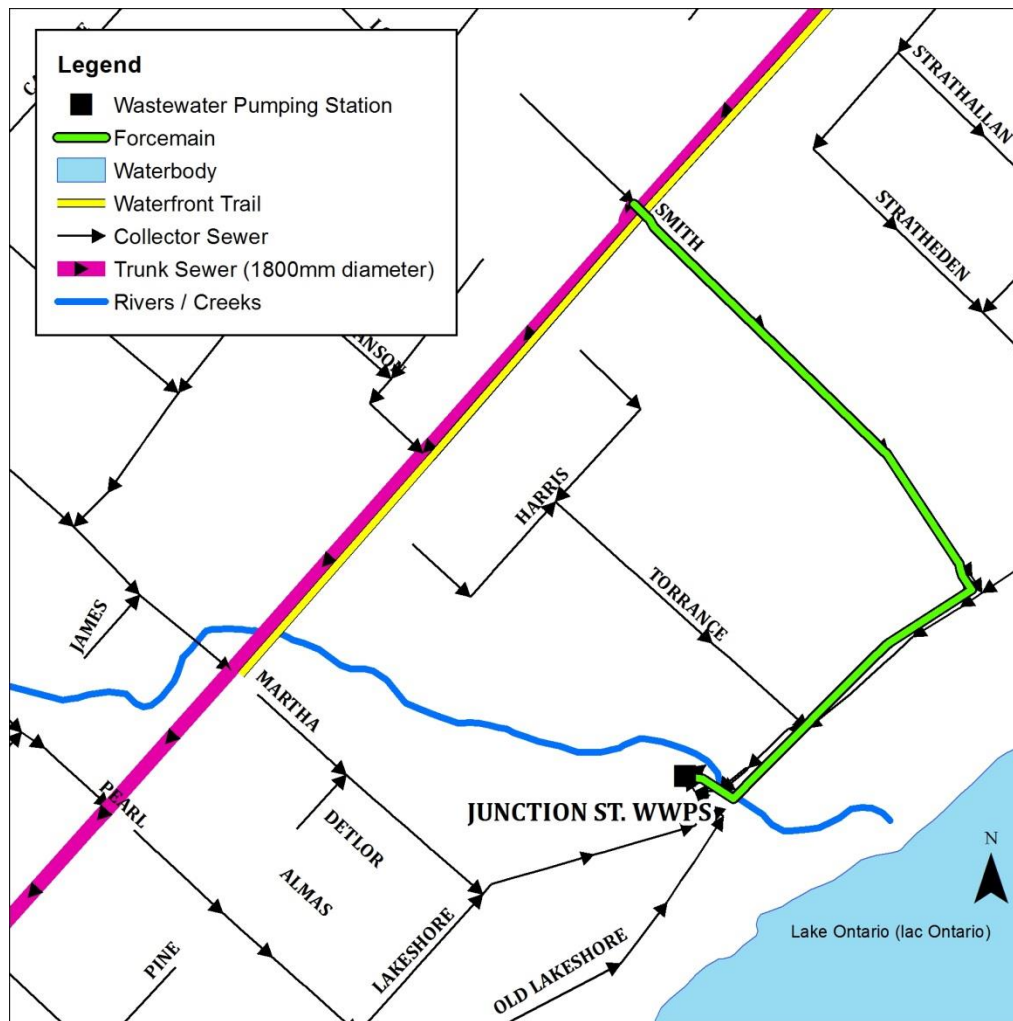 Legend
Wastewater Pumping Station
Forcemain
Waterbody
Waterfront Trail
Collector Sewer
Trunk Sewer (1800mm diameter)
Rivers / Creeks
STRATHALLAN
SMITH
STRATHEDEN
HARRIS
TORRANCE
JAMES
MARTHA
PEARL
JUNCTION ST. WWPS
DETLOR
ALMAS
LAKESHORE
OLD LAKESHORE
PINE
N
Lake Ontario (lac Ontario)